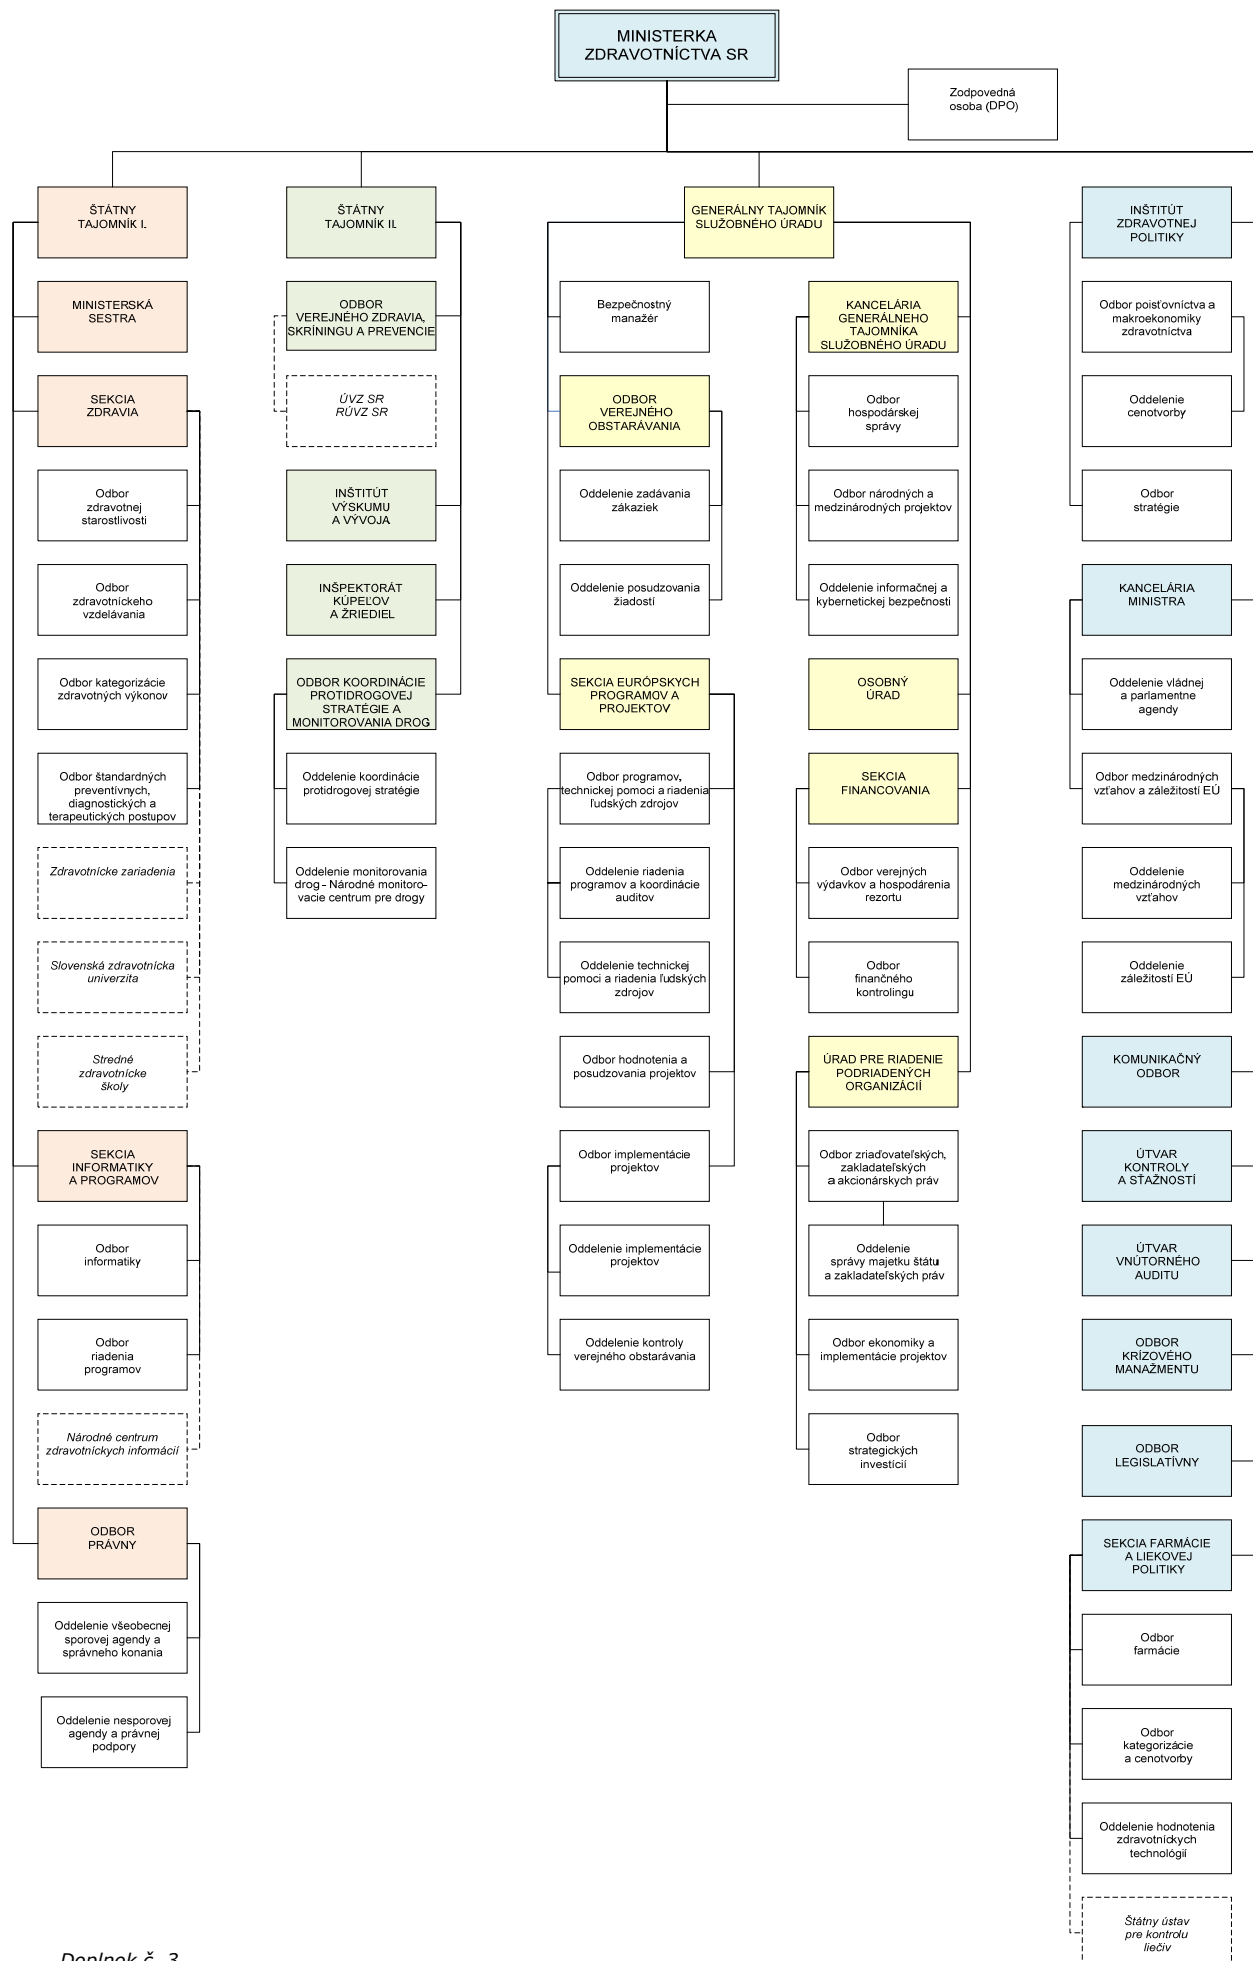 MINISTERKA
ZDRAVOTNÍCTVA SR
Zodpovedná
osoba (DPO)
ŠTÁTNY
TAJOMNÍK I.
MINISTERSKÁ
SESTRA
SEKCIA
ZDRAVIA
Odbor
zdravotnej
starostlivosti
Odbor
zdravotníckeho
vzdelávania
Odbor kategorizácie
zdravotných výkonov
Odbor štandardných
preventívnych,
diagnostických a
terapeutických postupov
Zdravotnícke zariadenia
Slovenská zdravotnícka
univerzita
Stredné
zdravotnícke
školy
SEKCIA
INFORMATIKY
A PROGRAMOV
Odbor
informatiky
Odbor
riadenia
programov
Národné centrum
zdravotníckych informácií
ODBOR
PRÁVNY
Oddelenie všeobecnej
sporovej agendy a
správneho konania
Oddelenie nesporovej
agendy a právnej
podpory
ŠTÁTNY
TAJOMNÍK II.
ODBOR
VEREJNÉHO ZDRAVIA,
SKRÍNINGU A PREVENCIE
ÚVZ SR
RÚVZ SR
INŠTITÚT
VÝSKUMU
A VÝVOJA
INŠPEKTORÁT
KÚPEĽOV
A ŽRIEDIEL
ODBOR KOORDINÁCIE
PROTIDROGOVEJ
STRATÉGIE A
MONITOROVANIA DROG
Oddelenie koordinácie
protidrogovej stratégie
Oddelenie monitorovania
drog - Národné monitoro-
vacie centrum pre drogy
GENERÁLNY TAJOMNÍK
SLUŽOBNÉHO ÚRADU
Bezpečnostný
manažér
ODBOR
VEREJNÉHO
OBSTARÁVANIA
Oddelenie zadávania
zákaziek
Oddelenie posudzovania
žiadostí
SEKCIA EURÓPSKYCH
PROGRAMOV A
PROJEKTOV
Odbor programov,
technickej pomoci a riadenia
ľudských zdrojov
Oddelenie riadenia
programov a koordinácie
auditov
Oddelenie technickej
pomoci a riadenia ľudských
zdrojov
Odbor hodnotenia a
posudzovania projektov
Odbor implementácie
projektov
Oddelenie implementácie
projektov
Oddelenie kontroly
verejného obstarávania
KANCELÁRIA
GENERÁLNEHO
TAJOMNÍKA
SLUŽOBNÉHO ÚRADU
Odbor
hospodárskej
správy
Odbor národných a
medzinárodných projektov
Oddelenie informačnej a
kybernetickej bezpečnosti
OSOBNÝ
ÚRAD
SEKCIA
FINANCOVANIA
Odbor verejných
výdavkov a hospodárenia
rezortu
Odbor
finančného
kontrolingu
ÚRAD PRE RIADENIE
PODRIADENÝCH
ORGANIZÁCIÍ
Odbor zriaďovateľských,
zakladateľských
a akcionárskych práv
Oddelenie
správy majetku štátu
a zakladateľských práv
Odbor ekonomiky a
implementácie projektov
Odbor
strategických
investícií
INŠTITÚT
ZDRAVOTNEJ
POLITIKY
Odbor poisťovníctva a
makroekonomiky
zdravotníctva
Oddelenie
cenotvorby
Odbor
stratégie
KANCELÁRIA
MINISTRA
Oddelenie vládnej
a parlamentne
agendy
Odbor medzinárodných
vzťahov a záležitostí EÚ
Oddelenie
medzinárodných
vzťahov
Oddelenie
záležitostí EÚ
KOMUNIKAČNÝ
ODBOR
ÚTVAR
KONTROLY
A SŤAŽNOSTÍ
ÚTVAR
VNÚTORNÉHO
AUDITU
ODBOR
KRÍZOVÉHO
MANAŽMENTU
ODBOR
LEGISLATÍVNY
SEKCIA FARMÁCIE
A LIEKOVEJ
POLITIKY
Odbor
farmácie
Odbor
kategorizácie
a cenotvorby
Oddelenie hodnotenia
zdravotníckych
technológií
Štátny ústav
pre kontrolu
liečiv
Doplnok č. 3